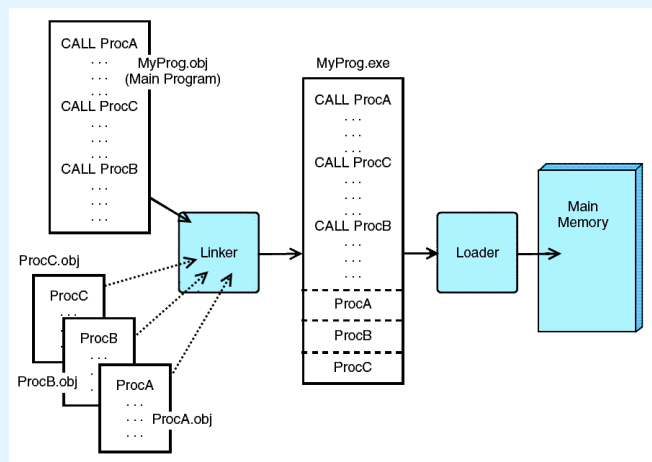 CALL ProcA
. . .
. . .
MyProg.obj
(Main Program)
CALL ProcC
. . .
. . .
. . .
CALL ProcB
. . .
. . .
. . .
ProcC.obj
ProcC
. . .
ProcB
. . .
ProcB.obj
ProcA
. . .
. . .
. . .
ProcA.obj
Linker
MyProg.exe
CALL ProcA
. . .
. . .
CALL ProcC
. . .
. . .
. . .
CALL ProcB
. . .
. . .
. . .
ProcA
ProcB
ProcC
Loader
Main
Memory